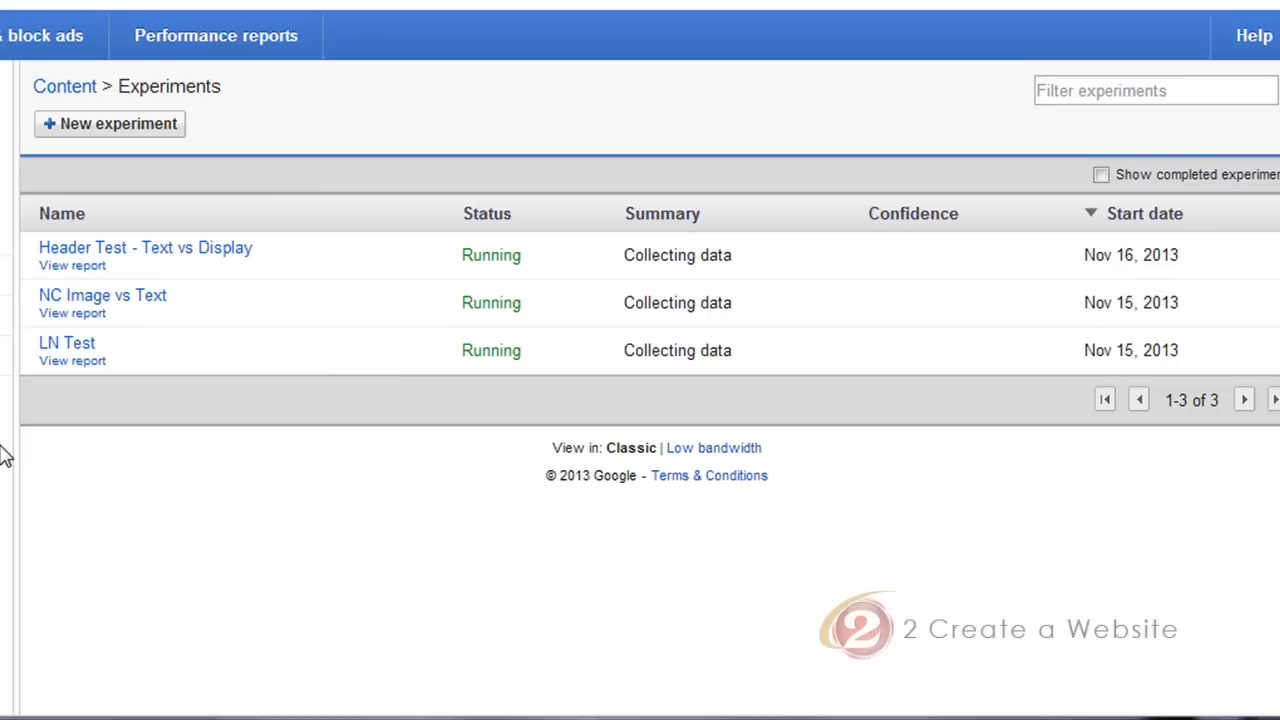 & block ads
Performance reports
Help
Content > Experiments
Filter experiments
+ New experiment
Show completed
Name
Status
Summary
Confidence
Start date
Header Test - Text vs Display
View report
Running
Collecting data
Nov 16, 2013
NC Image vs Text
View report
Running
Collecting data
Nov 15, 2013
LN Test
View report
Running
Collecting data
Nov 15, 2013
1-3 of 3
View in: Classic | Low bandwidth
© 2013 Google - Terms & Conditions
2 2 Create a Website